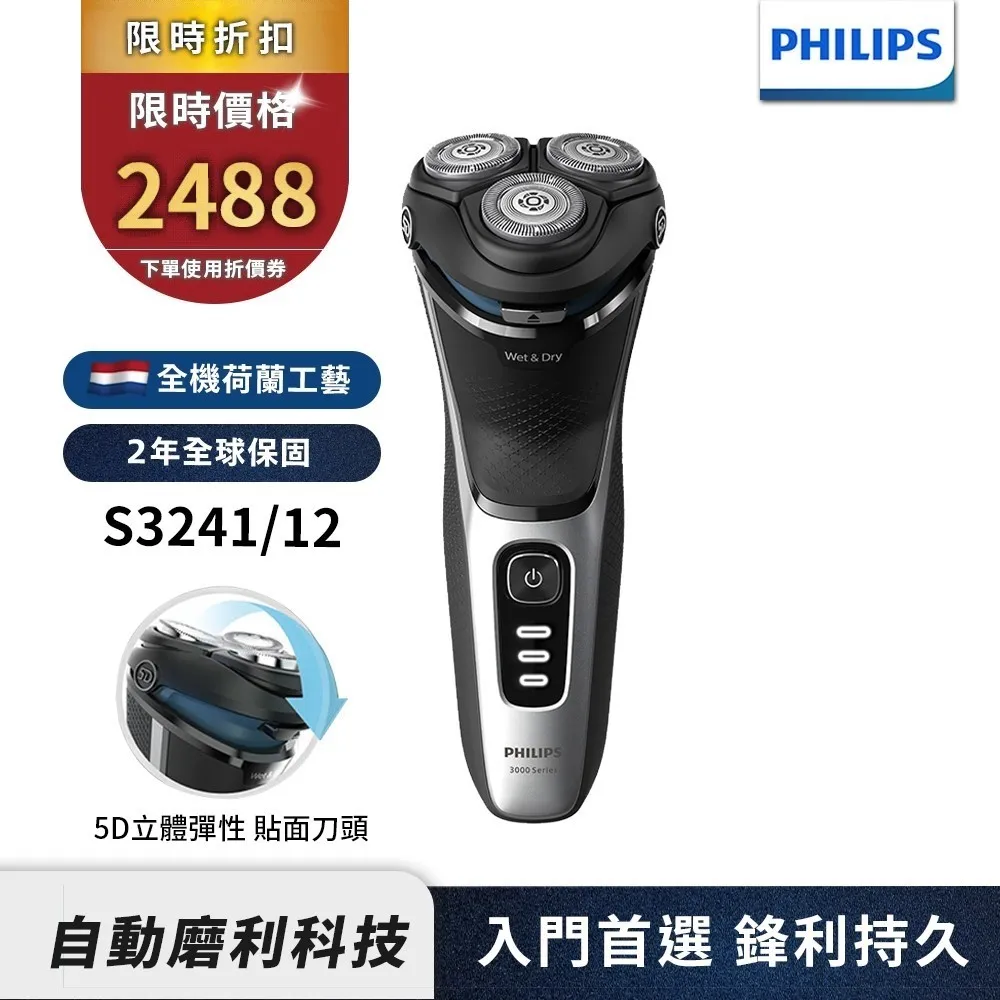 限時折扣
限時價格
2488
下單使用折價券
PHILIPS
全機荷蘭工藝
2年全球保固
S3241/12
5D
Wet & Dry
PHILIPS
3000 Series
5D
5D立體彈性 貼面刀頭
自動磨利科技
入門首選 鋒利持久